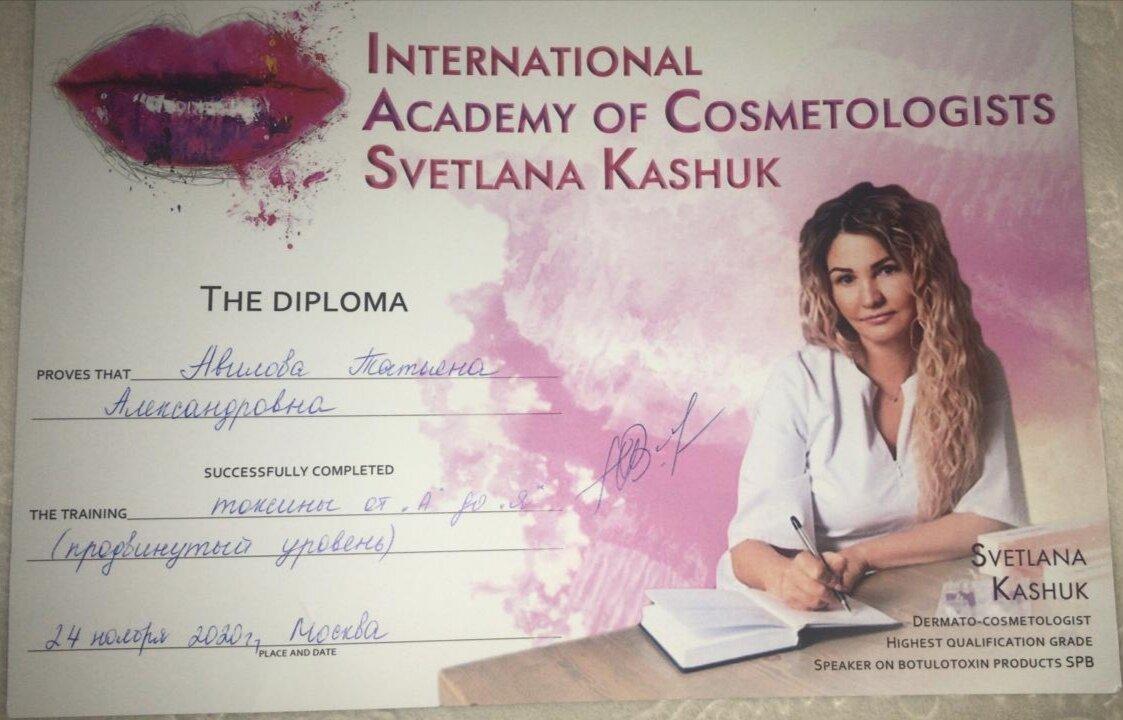 INTERNATIONAL
ACADEMY OF COSMETOLOGISTS
SVETLANA KASHUK
THE DIPLOMA
PROVES THAT Авилова Татьяна
Александровна
SUCCESSFULLY COMPLETED
THE TRAINING токсины от "А" до "Я"
(продвинутый уровень)
24 ноября 2020г, Москва
PLACE AND DATE
SVETLANA
KASHUK
DERMATO-COSMETOLOGIST
HIGHEST QUALIFICATION GRADE
SPEAKER ON BOTULOTOXIN PRODUCTS SPB